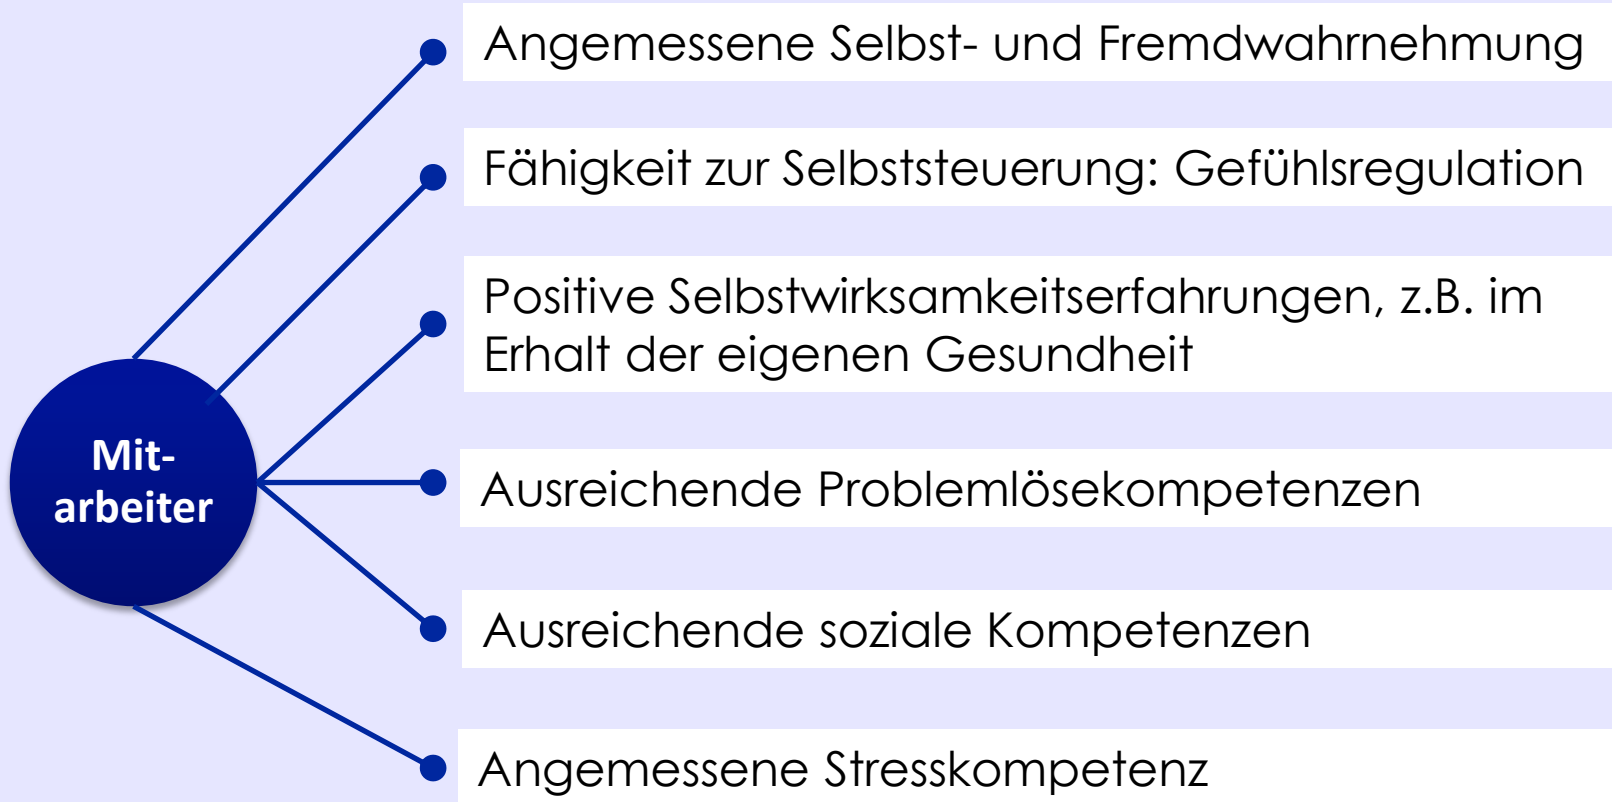 Angemessene Selbst- und Fremdwahrnehmung
Fähigkeit zur Selbststeuerung: Gefühlsregulation
Positive Selbstwirksamkeitserfahrungen, z.B. im
Erhalt der eigenen Gesundheit
Mit-
arbeiter
Ausreichende Problemlösekompetenzen
Ausreichende soziale Kompetenzen
Angemessene Stresskompetenz